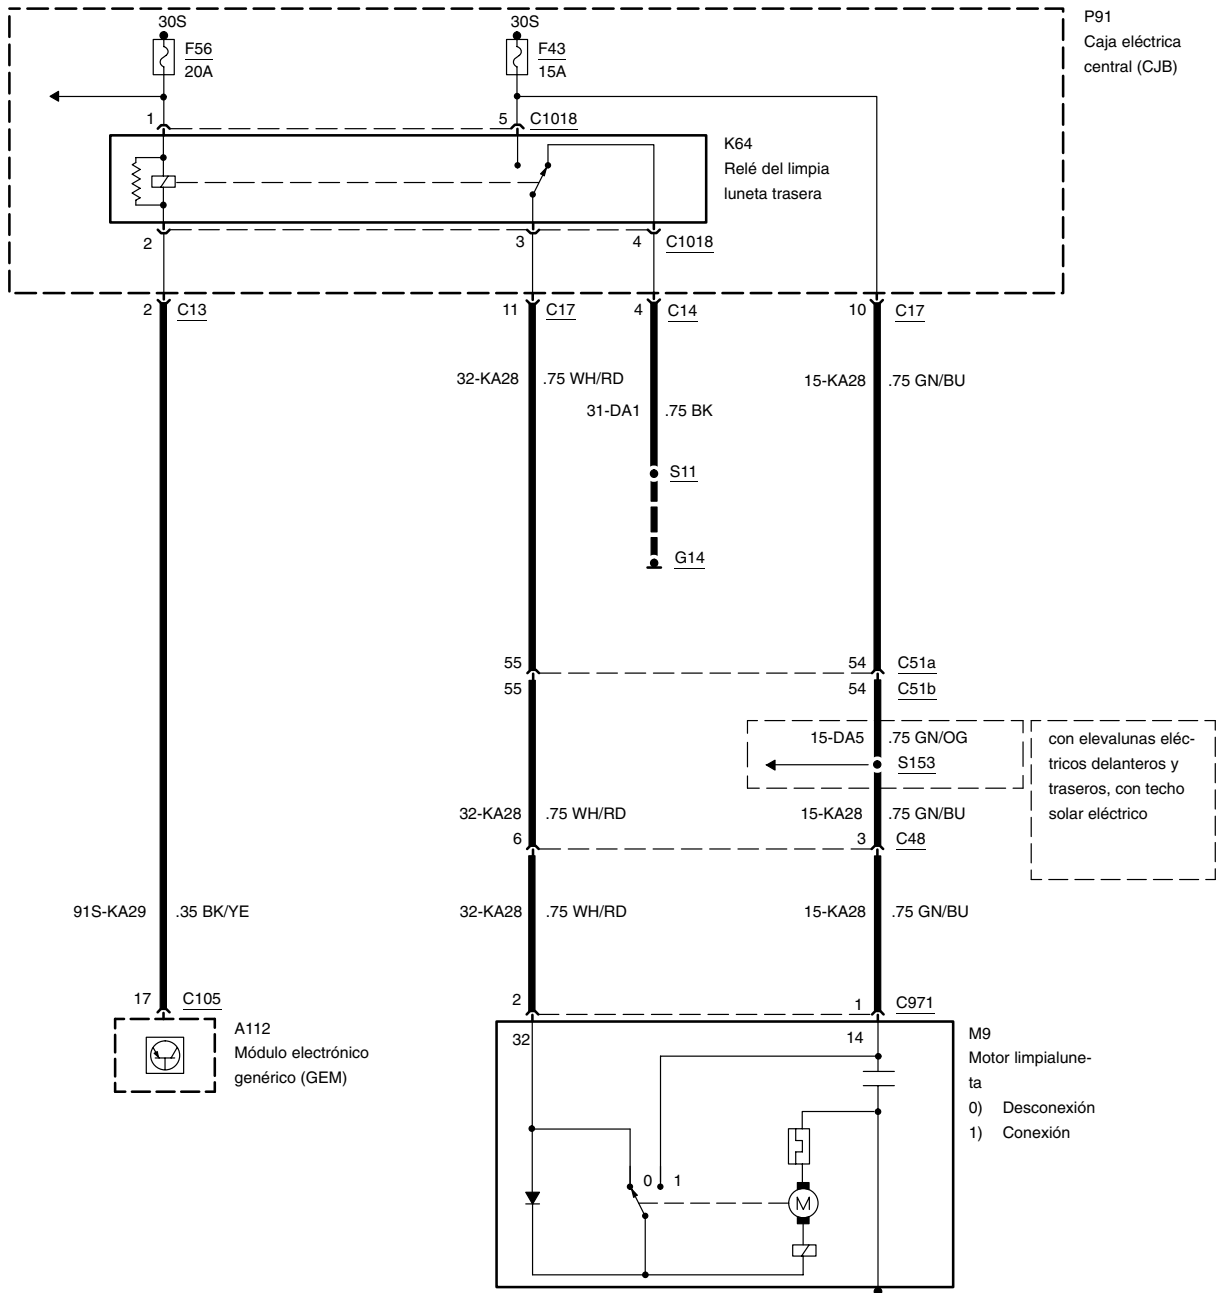 30S
30S
P91
Caja eléctrica
central (CJB)
F56
20A
F43
15A
1
5
C1018
K64
Relé del limpia
luneta trasera
2
3
4
C1018
2
C13
11
C17
4
C14
10
C17
32-KA28
.75 WH/RD
15-KA28
.75 GN/BU
31-DA1
.75 BK
S11
G14
55
54
C51a
55
54
C51b
15-DA5
.75 GN/OG
S153
con elevalunas eléc-
tricos delanteros y
traseros, con techo
solar eléctrico
32-KA28
.75 WH/RD
15-KA28
.75 GN/BU
6
3
C48
91S-KA29
.35 BK/YE
32-KA28
.75 WH/RD
15-KA28
.75 GN/BU
17
C105
2
1
C971
A112
Módulo electrónico
genérico (GEM)
32
14
M9
Motor limpialune-
ta
0) Desconexión
1) Conexión
0
1
M